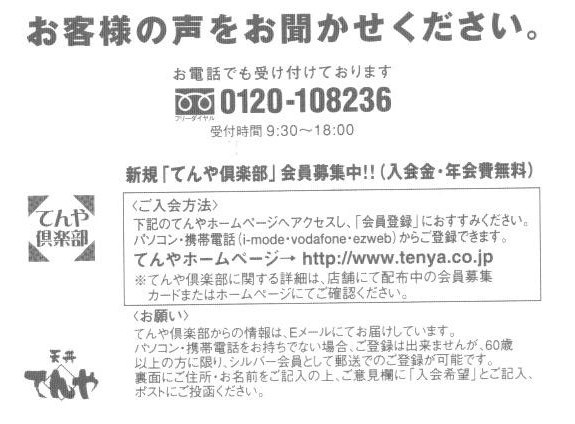 お客様の声をお聞かせください。
お電話でも受け付けております
フリーダイヤル 0120-108236
受付時間 9:30～18:00
新規「てんや倶楽部」会員募集中!!(入会金・年会費無料)
てんや
倶楽部
〈ご入会方法〉
下記のてんやホームページへアクセスし、「会員登録」におすすみください。
パソコン・携帯電話(i-mode・vodafone・ezweb)からご登録できます。
てんやホームページ→ http://www.tenya.co.jp
※てんや倶楽部に関する詳細は、店舗にて配布中の会員募集
カードまたはホームページにてご確認ください。
〈お願い〉
てんや倶楽部からの情報は、Eメールにてお届けしています。
パソコン・携帯電話をお持ちでない場合、ご登録は出来ませんが、60歳
以上の方に限り、シルバー会員として郵送でのご登録が可能です。
裏面にご住所・お名前をご記入の上、ご意見欄に「入会希望」とご記入、
ポストにご投函ください。
天丼
てんや